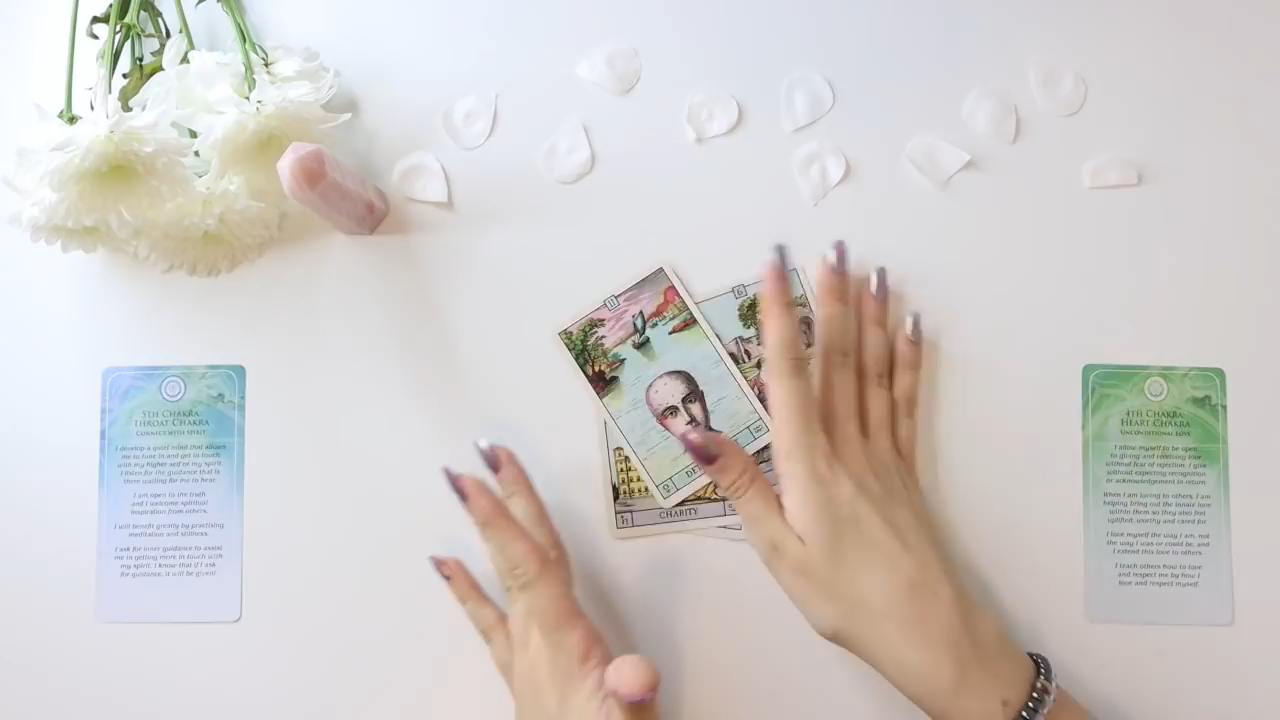 5TH CHAKRA:
THROAT CHAKRA
CONNECT WITH SPIRIT
I develop a quiet mind that allows
me to tune in and get in touch
with my higher self or my spirit.
I listen for the guidance that is
there waiting for me to hear.
I am open to the truth
and I welcome spiritual
inspiration from others.
I will benefit greatly by practising
meditation and stillness.
I ask for inner guidance to assist
me in getting more in touch with
my spirit. I know that if I ask
for guidance, it will be given!
11
6
DE
CHARITY
4TH CHAKRA:
HEART CHAKRA
UNCONDITIONAL LOVE
I allow myself to be open
to giving and receiving love
without fear of rejection. I give
without expecting recognition
or acknowledgement in return.
When I am loving to others, I am
helping bring out the innate love
within them so they also feel
uplifted, worthy and cared for.
I love myself the way I am, not
the way I was or could be, and
I extend this love to others.
I teach others how to love
and respect me by how I
love and respect myself.